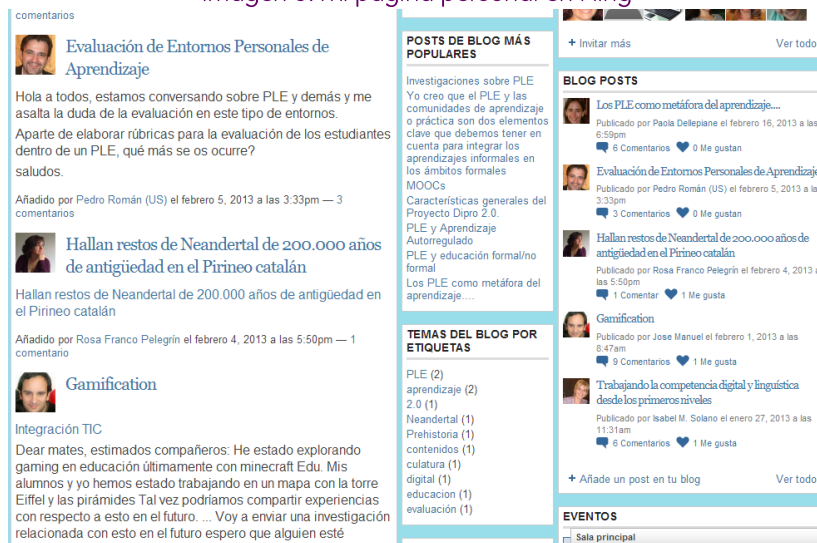 Imagen 6. Mi página personal en Ning
comentarios
Evaluación de Entornos Personales de
Aprendizaje
Hola a todos, estamos conversando sobre PLE y demás y me
asalta la duda de la evaluación en este tipo de entornos.
Aparte de elaborar rúbricas para la evaluación de los estudiantes
dentro de un PLE, qué más se os ocurre?
saludos.
Añadido por Pedro Román (US) el febrero 5, 2013 a las 3:33pm — 3
comentarios
Hallan restos de Neandertal de 200.000 años
de antigüedad en el Pirineo catalán
Hallan restos de Neandertal de 200.000 años de antigüedad en
el Pirineo catalán
Añadido por Rosa Franco Pelegrín el febrero 4, 2013 a las 5:50pm — 1
comentario
Gamification
Integración TIC
Dear mates, estimados compañeros: He estado explorando
gaming en educación últimamente con minecraft Edu. Mis
alumnos y yo hemos estado trabajando en un mapa con la torre
Eiffel y las pirámides Tal vez podríamos compartir experiencias
con respecto a esto en el futuro. ... Voy a enviar una investigación
relacionada con esto en el futuro espero que alguien esté
POSTS DE BLOG MÁS
POPULARES
Investigaciones sobre PLE
Yo creo que el PLE y las
comunidades de aprendizaje
o práctica son dos elementos
clave que debemos tener en
cuenta para integrar los
aprendizajes informales en
los ámbitos formales
MOOCs
Características generales del
Proyecto Dipro 2.0.
PLE y Aprendizaje
Autorregulado
PLE y educación formal/no
formal
Los PLE como metáfora del
aprendizaje....
TEMAS DEL BLOG POR
ETIQUETAS
PLE (2)
aprendizaje (2)
2.0 (1)
Neandertal (1)
Prehistoria (1)
contenidos (1)
culatura (1)
digital (1)
educacion (1)
evaluación (1)
+ Invitar más Ver todo
BLOG POSTS
Los PLE como metáfora del aprendizaje....
Publicado por Paola Dellepiane el febrero 16, 2013 a las
6:59pm
6 Comentarios 0 Me gustan
Evaluación de Entornos Personales de Aprendizaje
Publicado por Pedro Román (US) el febrero 5, 2013 a las
3:33pm
3 Comentarios 0 Me gustan
Hallan restos de Neandertal de 200.000 años de
antigüedad en el Pirineo catalán
Publicado por Rosa Franco Pelegrín el febrero 4, 2013 a
las 5:50pm
1 Comentar 1 Me gusta
Gamification
Publicado por Jose Manuel el febrero 1, 2013 a las
8:47am
9 Comentarios 1 Me gusta
Trabajando la competencia digital y linguística
desde los primeros niveles
Publicado por Isabel M. Solano el enero 27, 2013 a las
11:31am
6 Comentarios 1 Me gusta
+ Añade un post en tu blog Ver todo
EVENTOS
Sala principal